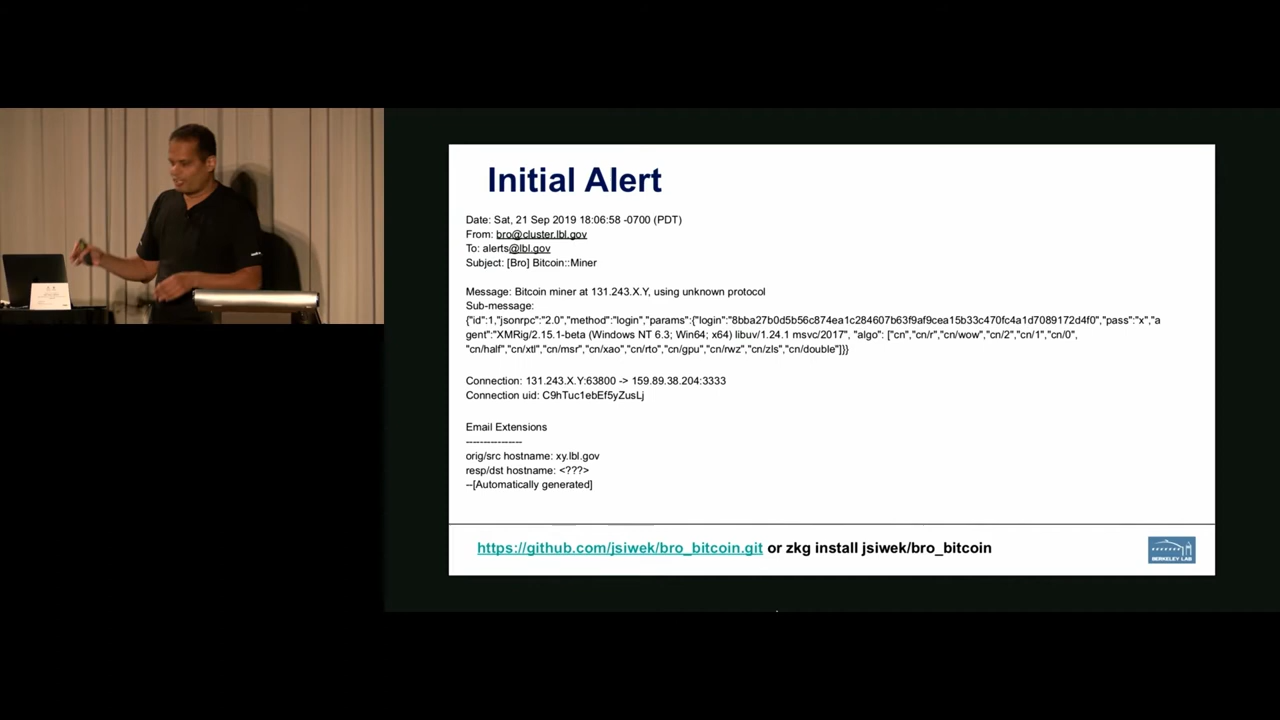 Initial Alert
Date: Sat, 21 Sep 2019 18:06:58 -0700 (PDT)
From: bro@cluster.lbl.gov
To: alerts@lbl.gov
Subject: [Bro] Bitcoin::Miner
Message: Bitcoin miner at 131.243.X.Y, using unknown protocol
Sub-message:
{"id":1,"jsonrpc":"2.0","method":"login","params":{"login":"8bba27b0d5b56c874ea1c284607b63f9af9cea15b33c470fc4a1d7089172d4f0","pass":"x","a
gent":"XMRig/2.15.1-beta (Windows NT 6.3; Win64; x64) libuv/1.24.1 msvc/2017", "algo": ["cn","cn/r","cn/wow","cn/2","cn/1","cn/0",
"cn/half","cn/xtl","cn/msr","cn/xao","cn/rto","cn/gpu","cn/rwz","cn/zls","cn/double"]}}
Connection: 131.243.X.Y:63800 -> 159.89.38.204:3333
Connection uid: C9hTuc1ebEf5yZusLj
Email Extensions
----------------
orig/src hostname: xy.lbl.gov
resp/dst hostname: <???>
--[Automatically generated]
https://github.com/jsiwek/bro_bitcoin.git or zkg install jsiwek/bro_bitcoin
BERKELEY LAB